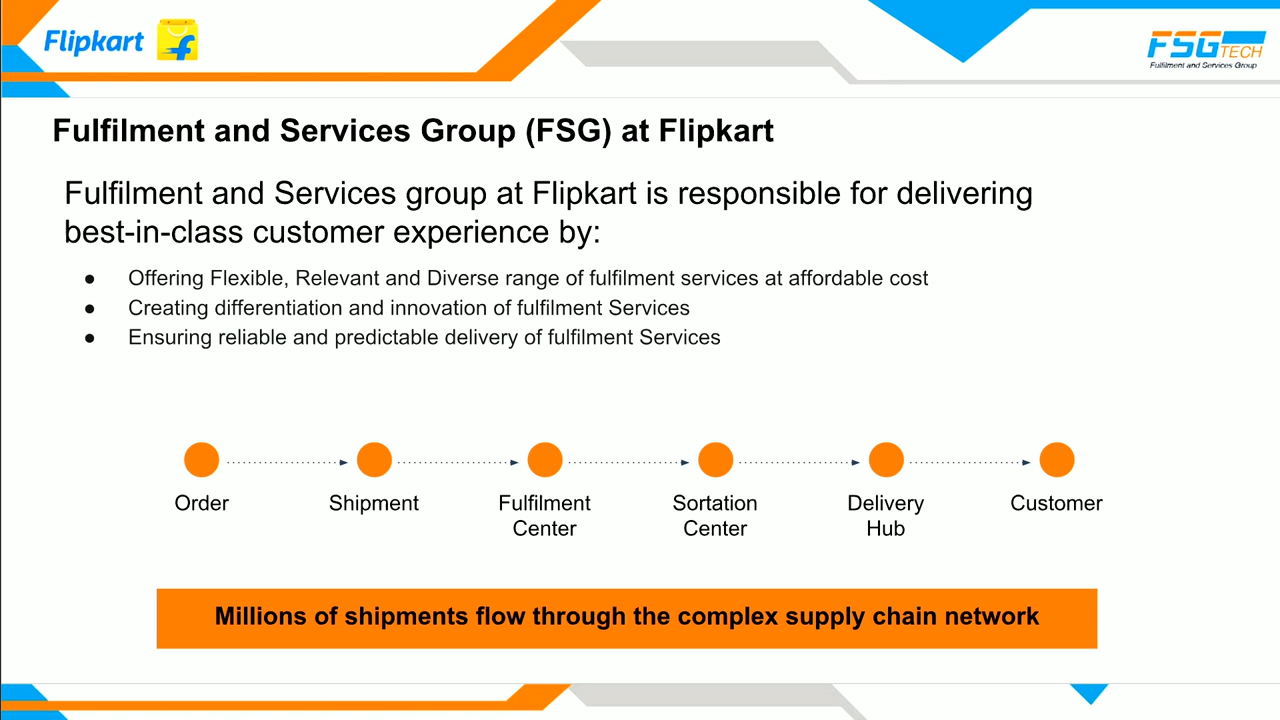 Flipkart
FSG TECH
Fulfilment and Services Group
Fulfilment and Services Group (FSG) at Flipkart
Fulfilment and Services group at Flipkart is responsible for delivering
best-in-class customer experience by:
● Offering Flexible, Relevant and Diverse range of fulfilment services at affordable cost
● Creating differentiation and innovation of fulfilment Services
● Ensuring reliable and predictable delivery of fulfilment Services
Order
Shipment
Fulfilment
Center
Sortation
Center
Delivery
Hub
Customer
Millions of shipments flow through the complex supply chain network